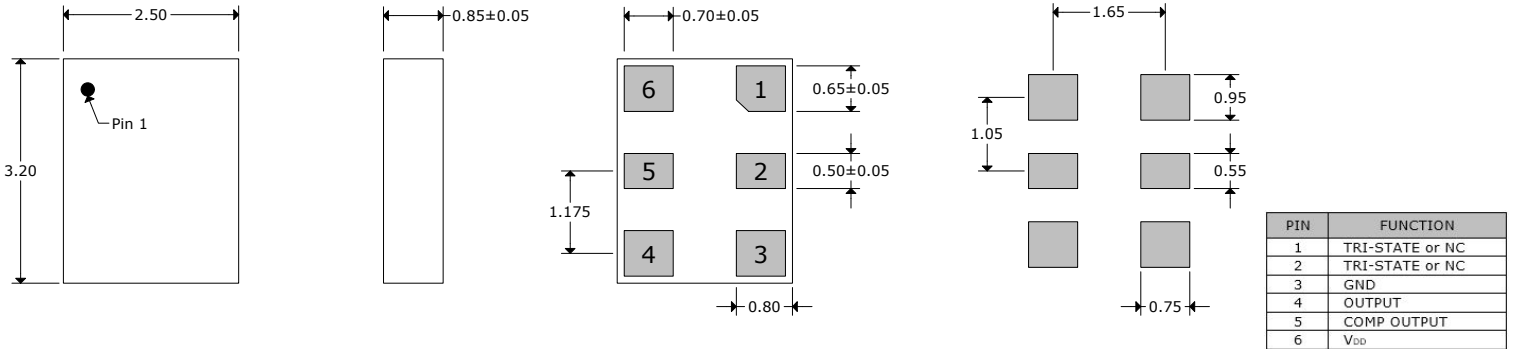 2.50
3.20
Pin 1
0.85±0.05
0.70±0.05
6
1
5
2
4
3
0.65±0.05
0.50±0.05
1.175
0.80
1.65
1.05
0.95
0.55
0.75
PIN FUNCTION
1 TRI-STATE or NC
2 TRI-STATE or NC
3 GND
4 OUTPUT
5 COMP OUTPUT
6 VDD